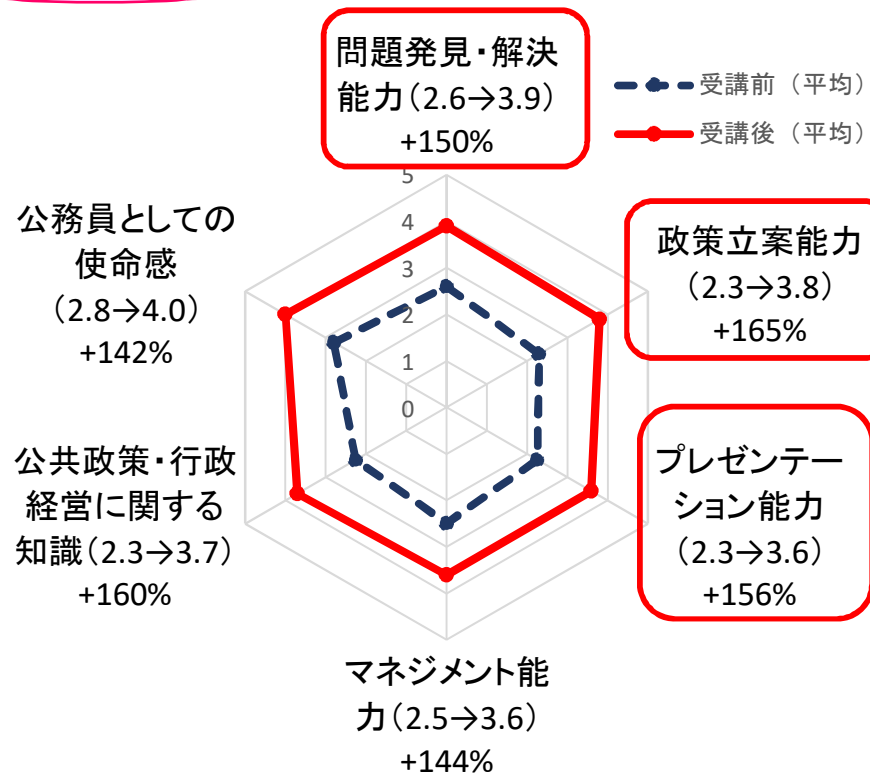 問題発見・解決
能力(2.6→3.9)
+150%
受講前（平均）
受講後（平均）
公務員としての
使命感
(2.8→4.0)
+142%
政策立案能力
(2.3→3.8)
+165%
5
4
3
2
1
0
公共政策・行政
経営に関する
知識(2.3→3.7)
+160%
プレゼンテー
ション能力
(2.3→3.6)
+156%
マネジメント能
力(2.5→3.6)
+144%